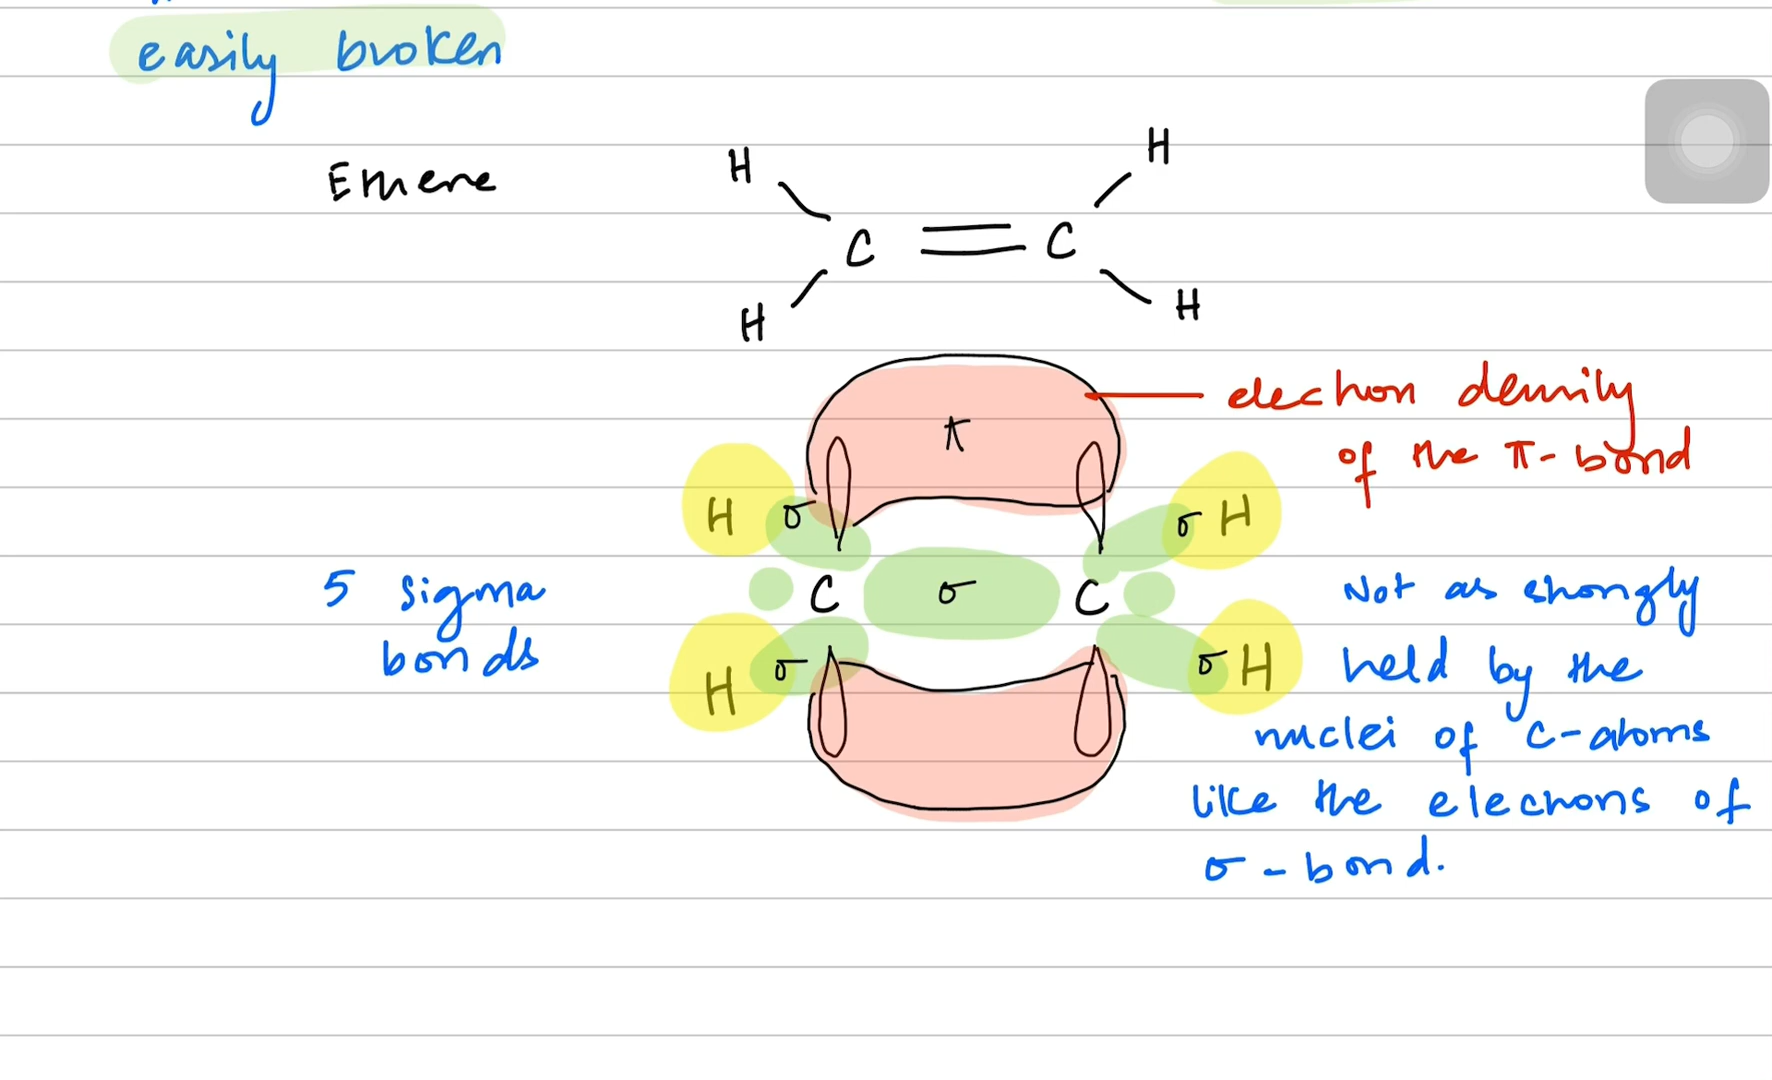 easily broken
Ethene
H H
C = C
H H
electron density
π
of the π-bond
H σ σ H
5 sigma
C σ C
Not as strongly
bonds
H σ σ H
held by the
nuclei of C-atoms
like the electrons of
σ-bond.